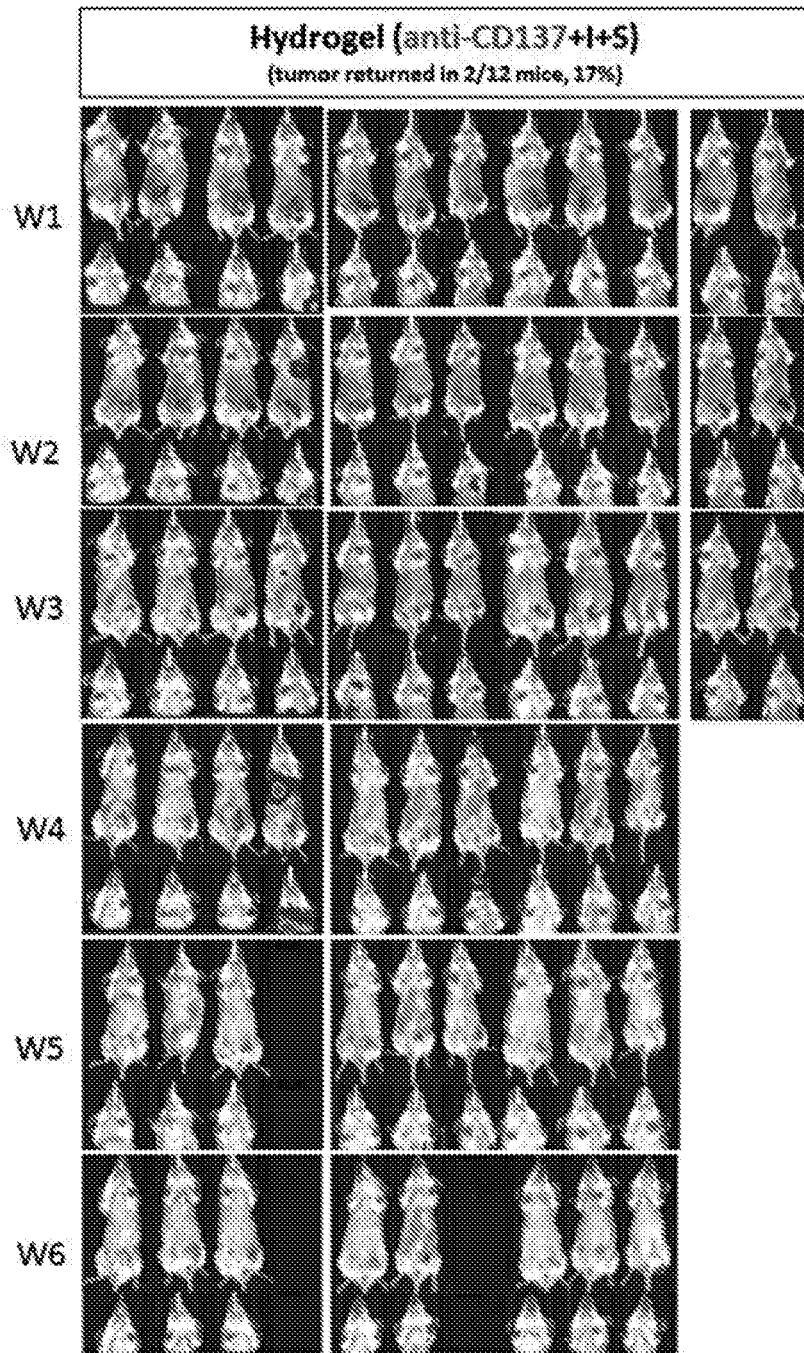 Hydrogel (anti-CD137+I+S)
(tumor returned in 2/12 mice, 17%)
W1
W2
W3
W4
W5
W6